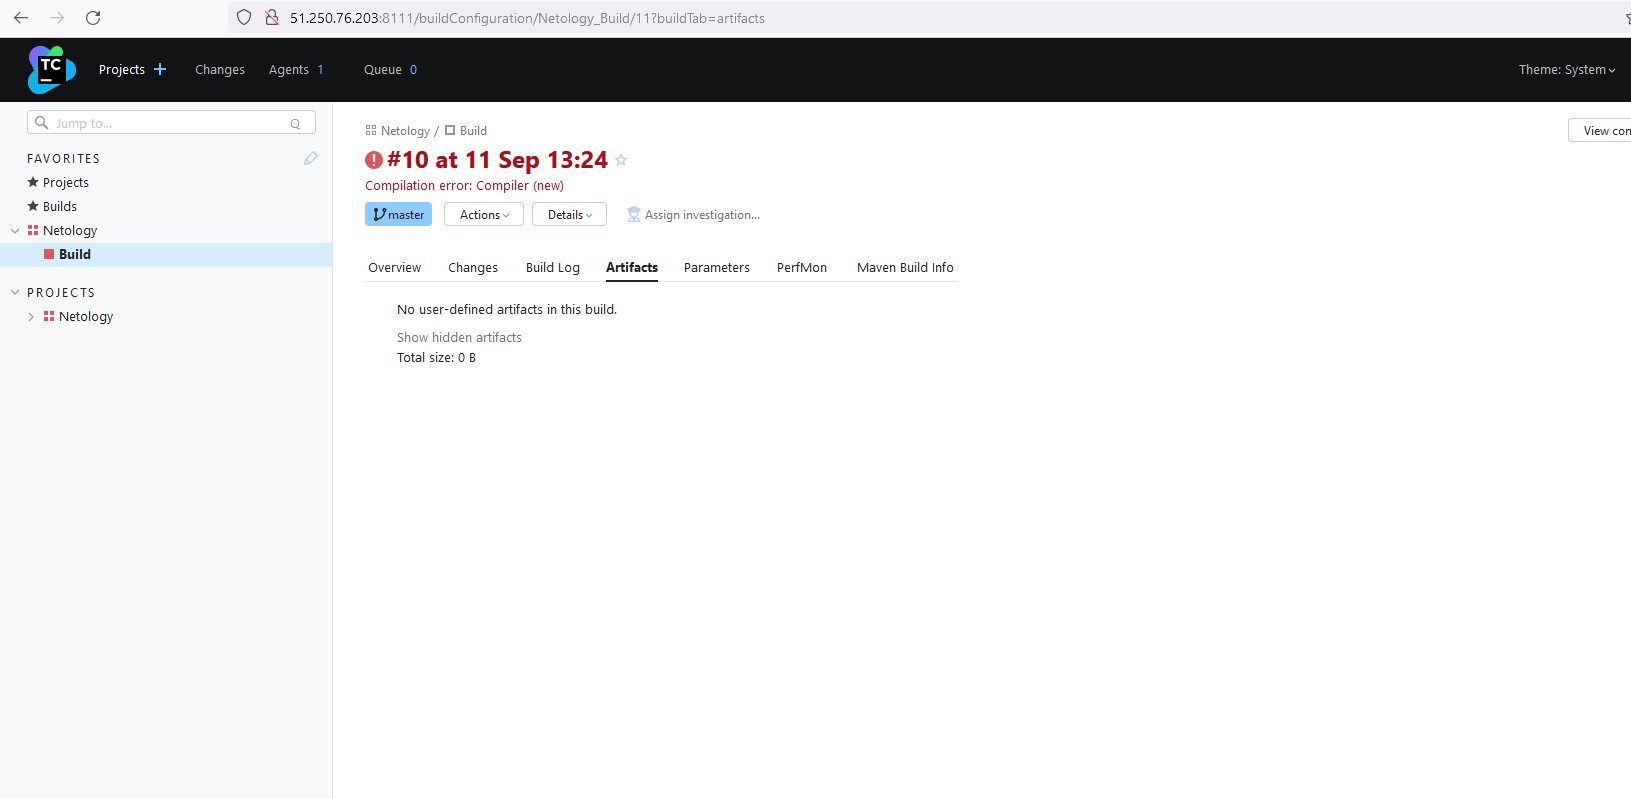 51.250.76.203:8111/buildConfiguration/Netology_Build/11?buildTab=artifacts
TC
Projects
Changes
Agents 1
Queue 0
Theme: System
Jump to...
Q
FAVORITES
Projects
Builds
Netology
Build
PROJECTS
Netology
Netology / Build
View con
#10 at 11 Sep 13:24
Compilation error: Compiler (new)
master
Actions
Details
Assign investigation...
Overview
Changes
Build Log
Artifacts
Parameters
PerfMon
Maven Build Info
No user-defined artifacts in this build.
Show hidden artifacts
Total size: 0 B